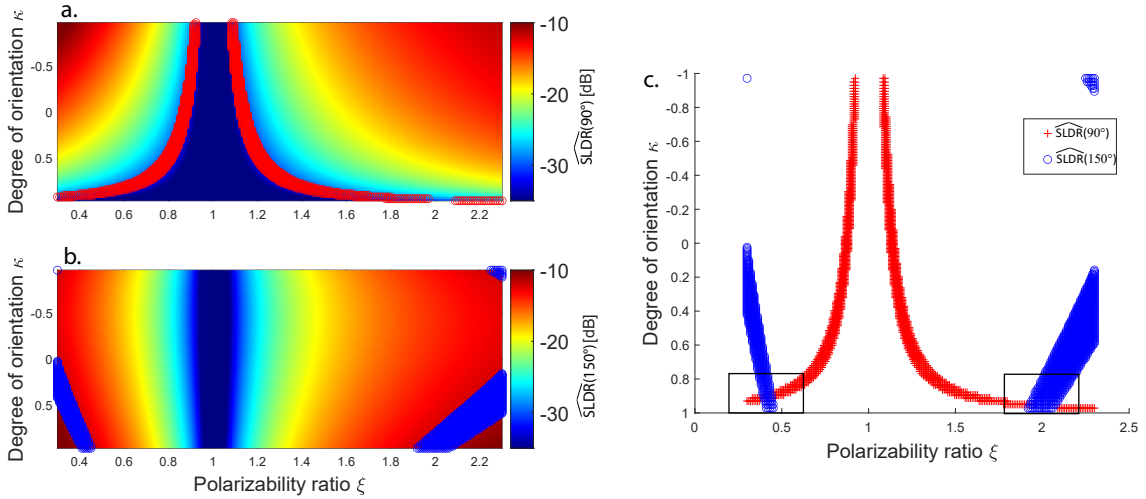 a.
Degree of orientation κ
-0.5
0
0.5
0.4 0.6 0.8 1 1.2 1.4 1.6 1.8 2 2.2
-10
-20
-30
SLDR(90°) [dB]
b.
Degree of orientation κ
-0.5
0
0.5
0.4 0.6 0.8 1 1.2 1.4 1.6 1.8 2 2.2
Polarizability ratio ξ
-10
-20
-30
SLDR(150°)[dB]
c.
Degree of orientation κ
-1
-0.8
-0.6
-0.4
-0.2
0
0.2
0.4
0.6
0.8
1
0 0.5 1 1.5 2 2.5
Polarizability ratio ξ
SLDR(90°)
SLDR(150°)